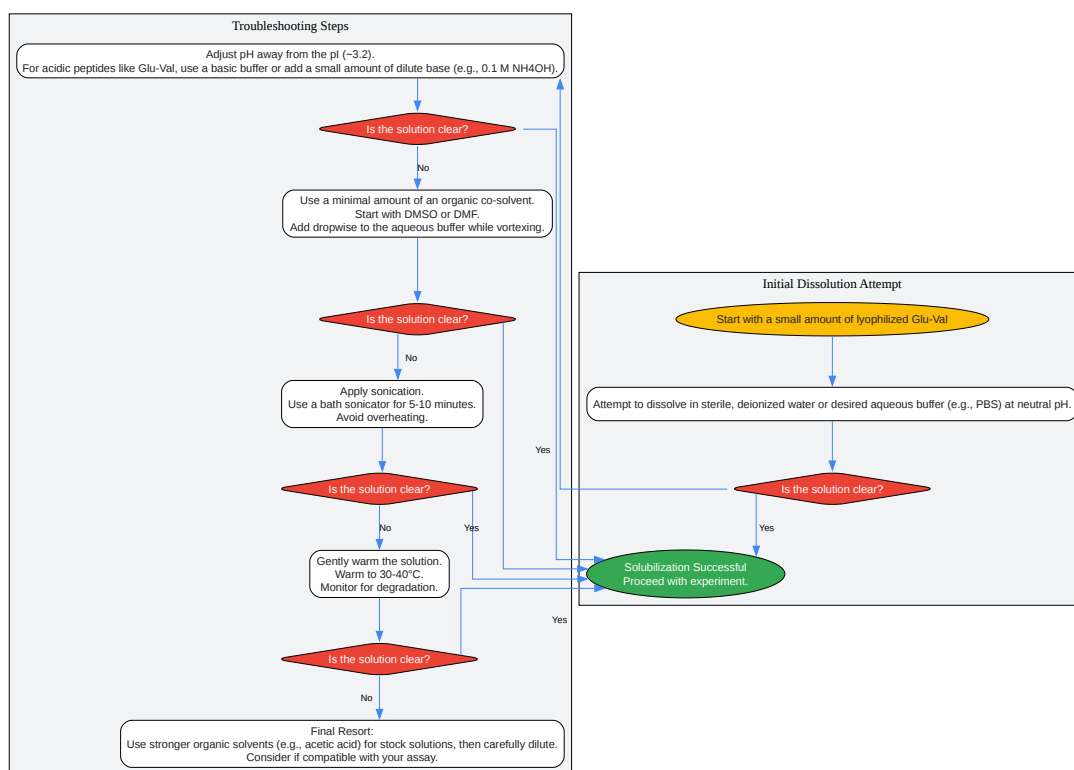 Troubleshooting Steps
Adjust pH away from the pI (~3.2).
For acidic peptides like Glu-Val, use a basic buffer or add a small amount of dilute base (e.g., 0.1 M NH4OH).
Is the solution clear?
No
Use a minimal amount of an organic co-solvent.
Start with DMSO or DMF.
Add dropwise to the aqueous buffer while vortexing.
Is the solution clear?
No
Apply sonication.
Use a bath sonicator for 5-10 minutes.
Avoid overheating.
Yes
Is the solution clear?
Yes
No
Gently warm the solution.
Warm to 30-40°C.
Monitor for degradation.
Yes
Is the solution clear?
No
Final Resort:
Use stronger organic solvents (e.g., acetic acid) for stock solutions, then carefully dilute.
Consider if compatible with your assay.
Initial Dissolution Attempt
Start with a small amount of lyophilized Glu-Val
Attempt to dissolve in sterile, deionized water or desired aqueous buffer (e.g., PBS) at neutral pH.
Is the solution clear?
Yes
Solubilization Successful
Proceed with experiment.